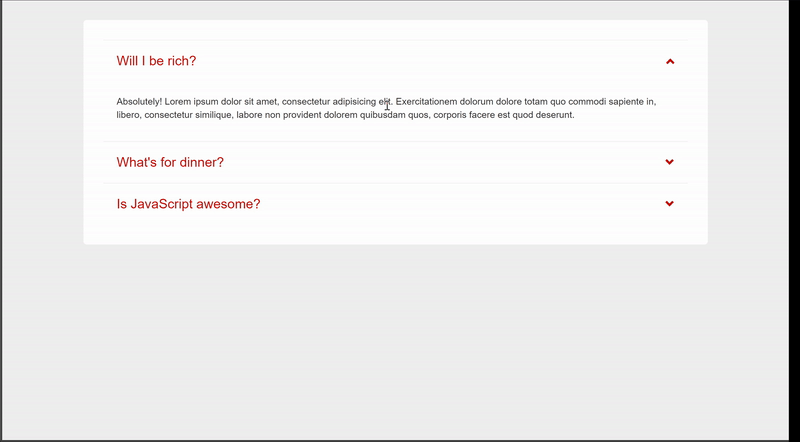 Will I be rich?
Absolutely! Lorem ipsum dolor sit amet, consectetur adipisicing elit. Exercitationem dolorum dolore totam quo commodi sapiente in,
libero, consectetur similique, labore non provident dolorem quibusdam quos, corporis facere est quod deserunt.
What's for dinner?
Is JavaScript awesome?